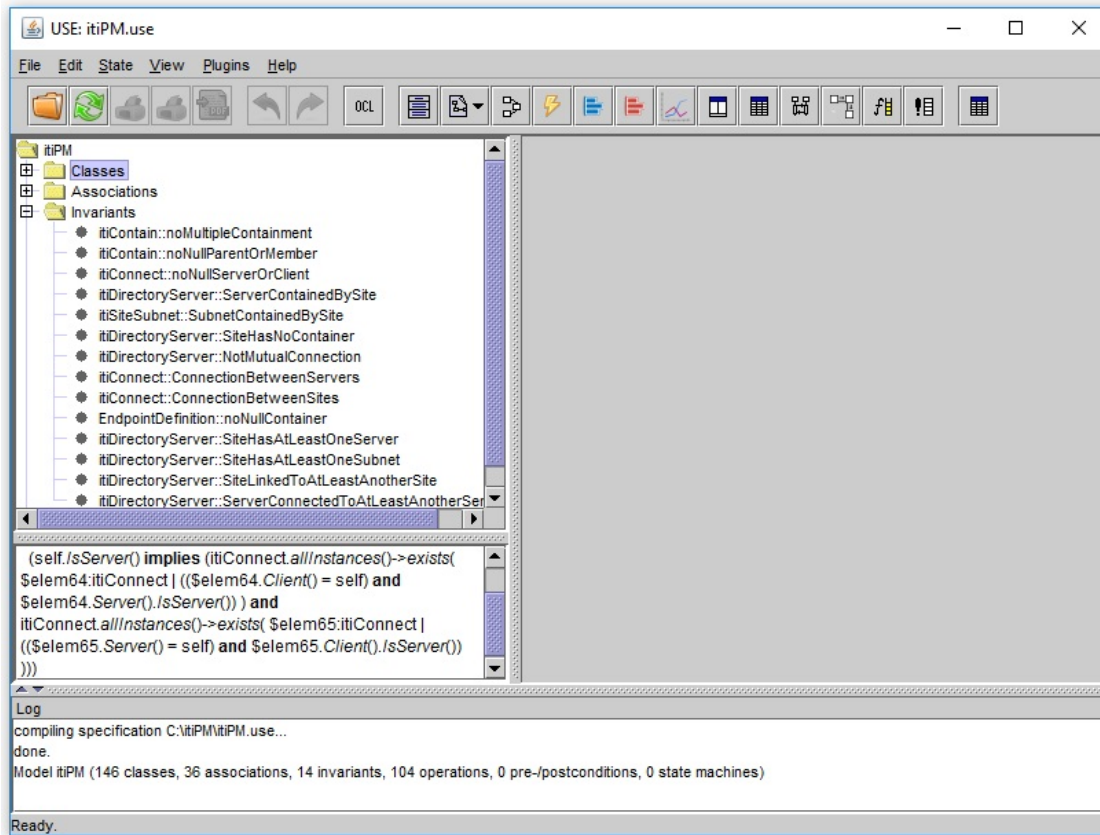 USE: itiPM.use
File Edit State View Plugins Help
OCL
itiPM
Classes
Associations
Invariants
itiContain::noMultipleContainment
itiContain::noNullParentOrMember
itiConnect::noNullServerOrClient
itiDirectoryServer::ServerContainedBySite
itiSiteSubnet::SubnetContainedBySite
itiDirectoryServer::SiteHasNoContainer
itiDirectoryServer::NotMutualConnection
itiConnect::ConnectionBetweenServers
itiConnect::ConnectionBetweenSites
EndpointDefinition::noNullContainer
itiDirectoryServer::SiteHasAtLeastOneServer
itiDirectoryServer::SiteHasAtLeastOneSubnet
itiDirectoryServer::SiteLinkedToAtLeastAnotherSite
itiDirectoryServer::ServerConnectedToAtLeastAnotherSer
(self.IsServer() implies (itiConnect.allInstances()->exists(
$elem64:itiConnect | (($elem64.Client() = self) and
$elem64.Server().IsServer()) ) and
itiConnect.allInstances()->exists( $elem65:itiConnect |
(($elem65.Server() = self) and $elem65.Client().IsServer())
)))
Log
compiling specification C:\itiPM\itiPM.use...
done.
Model itiPM (146 classes, 36 associations, 14 invariants, 104 operations, 0 pre-/postconditions, 0 state machines)
Ready.